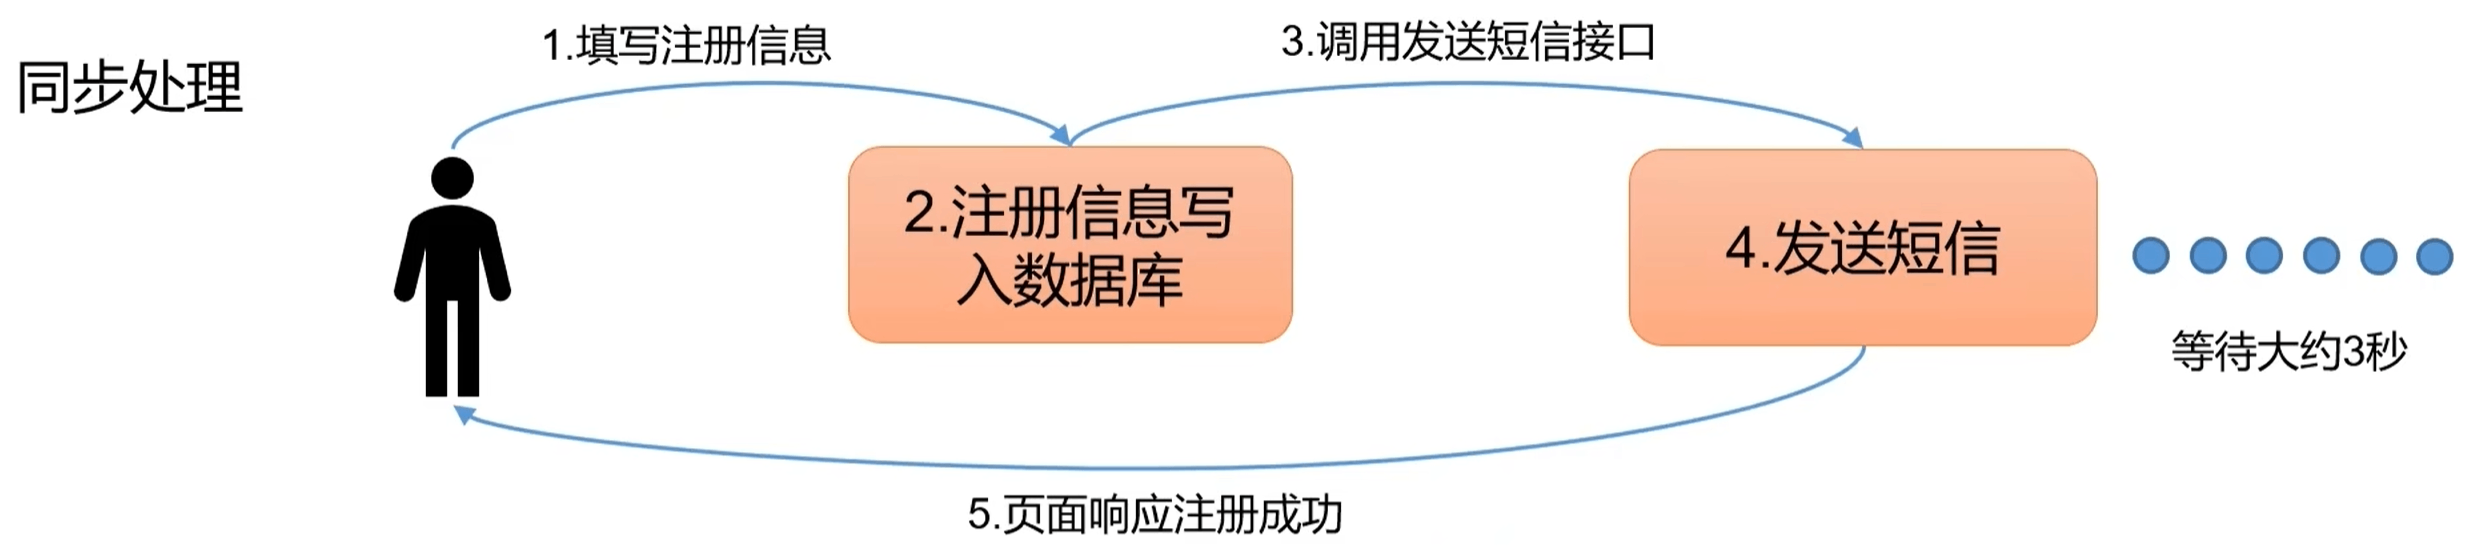 同步处理
1.填写注册信息
3.调用发送短信接口
2.注册信息写
入数据库
4.发送短信
等待大约3秒
5.页面响应注册成功